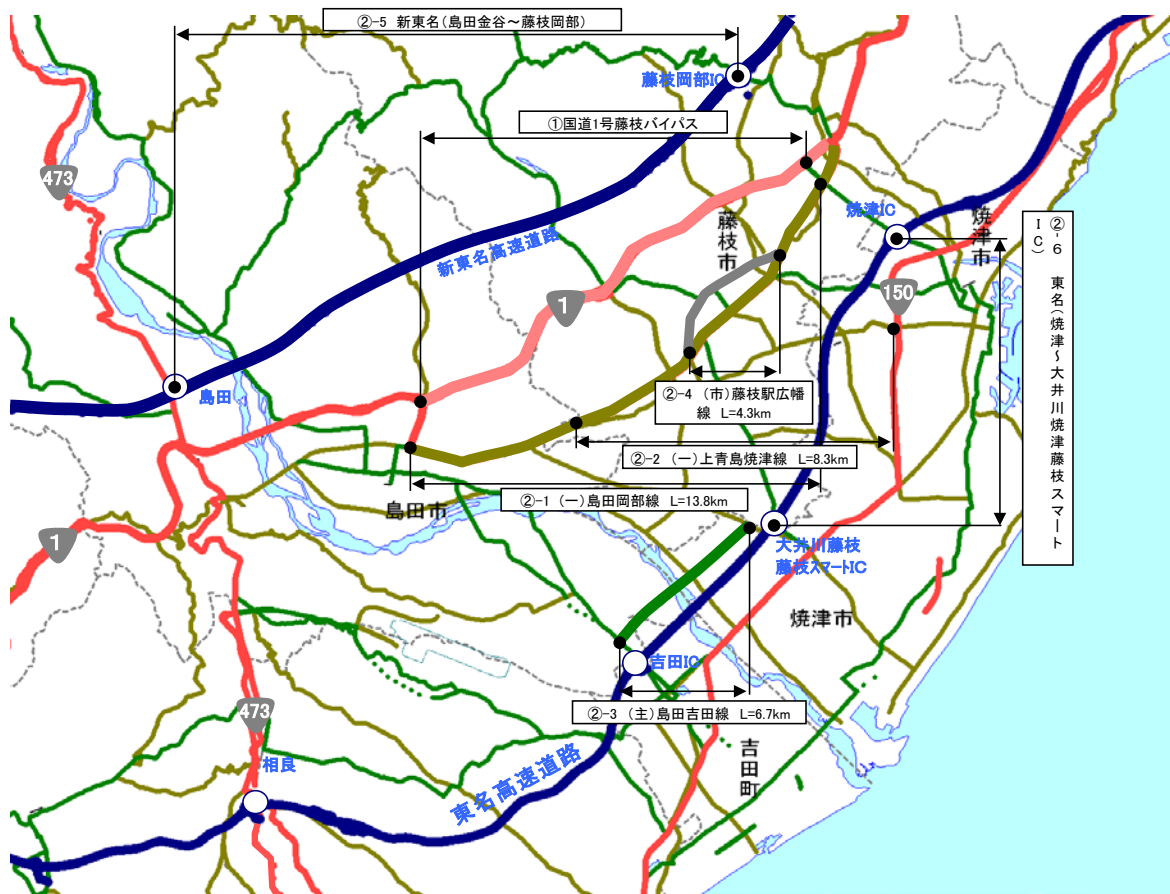 ②-5 新東名(島田金谷～藤枝岡部)
藤枝岡部IC
①国道1号藤枝バイパス
473
新東名高速道路
藤枝市
焼津IC
焼津市
②-6 東名(焼津～大井川焼津藤枝スマート
IC)
150
1
島田
②-4 (市)藤枝駅広幡
線 L=4.3km
②-2 (一)上青島焼津線 L=8.3km
②-1 (一)島田岡部線 L=13.8km
島田市
1
大井川藤枝
藤枝スマートIC
焼津市
吉田IC
②-3 (主)島田吉田線 L=6.7km
473
相良
東名高速道路
吉田町